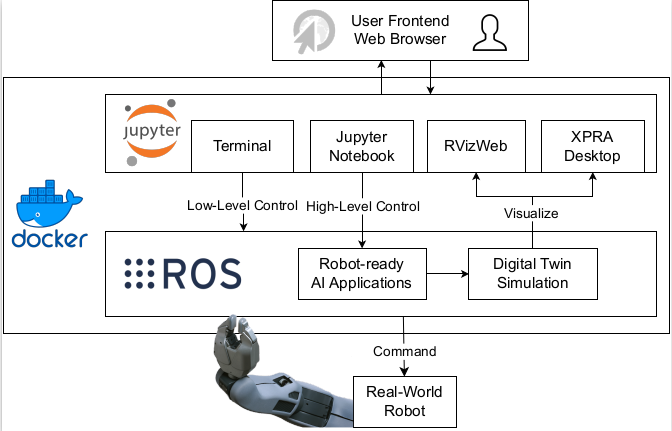 User Frontend
Web Browser
jupyter
Terminal
Jupyter
Notebook
RVizWeb
XPRA
Desktop
docker
Low-Level Control
High-Level Control
Visualize
ROS
Robot-ready
AI Applications
Digital Twin
Simulation
Command
Real-World
Robot